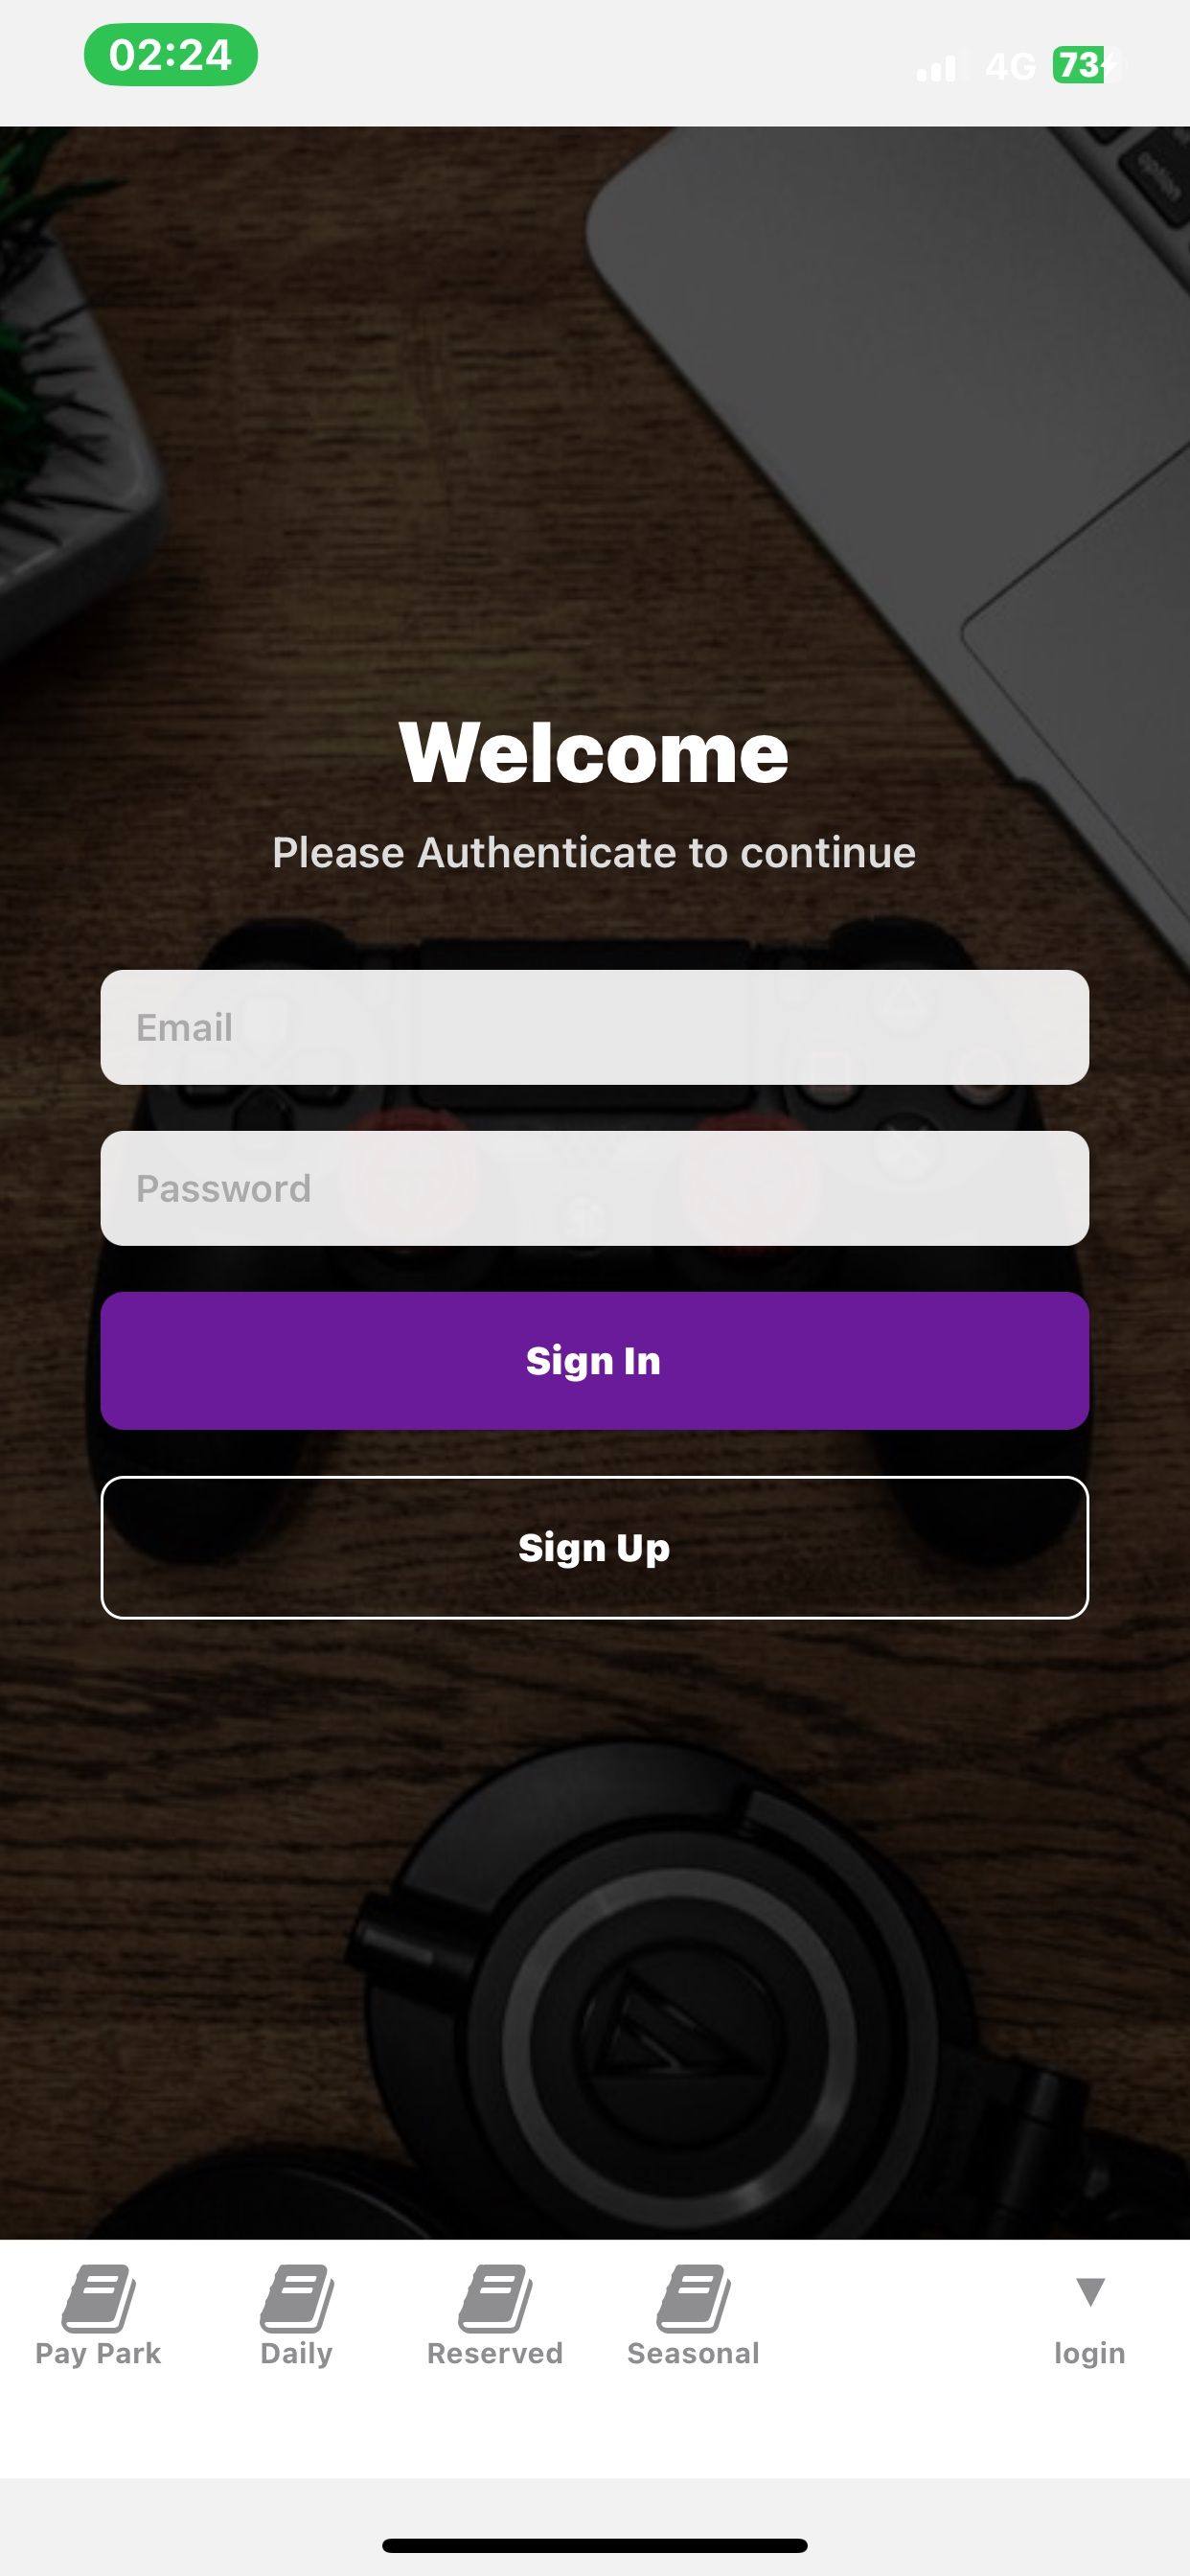 02:24
4G
73
option
Welcome
Please Authenticate to continue
Email
Password
Sign In
Sign Up
Pay Park
Daily
Reserved
Seasonal
login